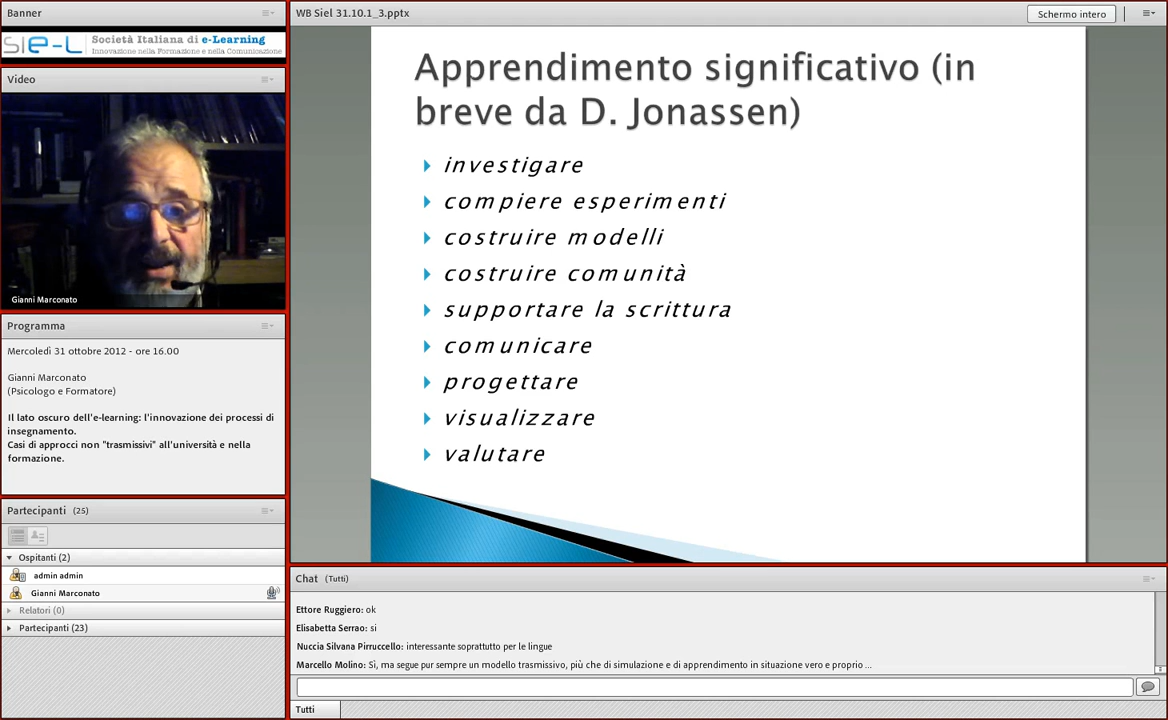 Banner
SIE-L Società Italiana di e-Learning
Innovazione nella Formazione e nella Comunicazione
Video
Gianni Marconato
Programma
Mercoledì 31 ottobre 2012 - ore 16.00
Gianni Marconato
(Psicologo e Formatore)
Il lato oscuro dell'e-learning: l'innovazione dei processi di
insegnamento.
Casi di approcci non "trasmissivi" all'università e nella
formazione.
Partecipanti (25)
Ospitanti (2)
admin admin
Gianni Marconato
Relatori (0)
Partecipanti (23)
WB Siel 31.10.1_3.pptx
Schermo intero
Apprendimento significativo (in
breve da D. Jonassen)
investigare
compiere esperimenti
costruire modelli
costruire comunità
supportare la scrittura
comunicare
progettare
visualizzare
valutare
Chat (Tutti)
Ettore Ruggiero: ok
Elisabetta Serrao: si
Nuccia Silvana Pirruccello: interessante soprattutto per le lingue
Marcello Molino: Sì, ma segue pur sempre un modello trasmissivo, più che di simulazione e di apprendimento in situazione vero e proprio ...
Tutti